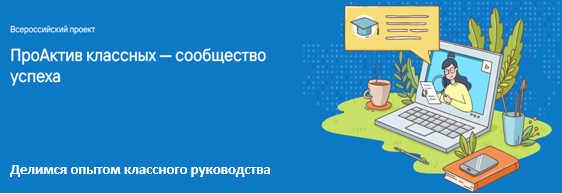 Всероссийский проект
ПроАктив классных — сообщество
успеха
Делимся опытом классного руководства